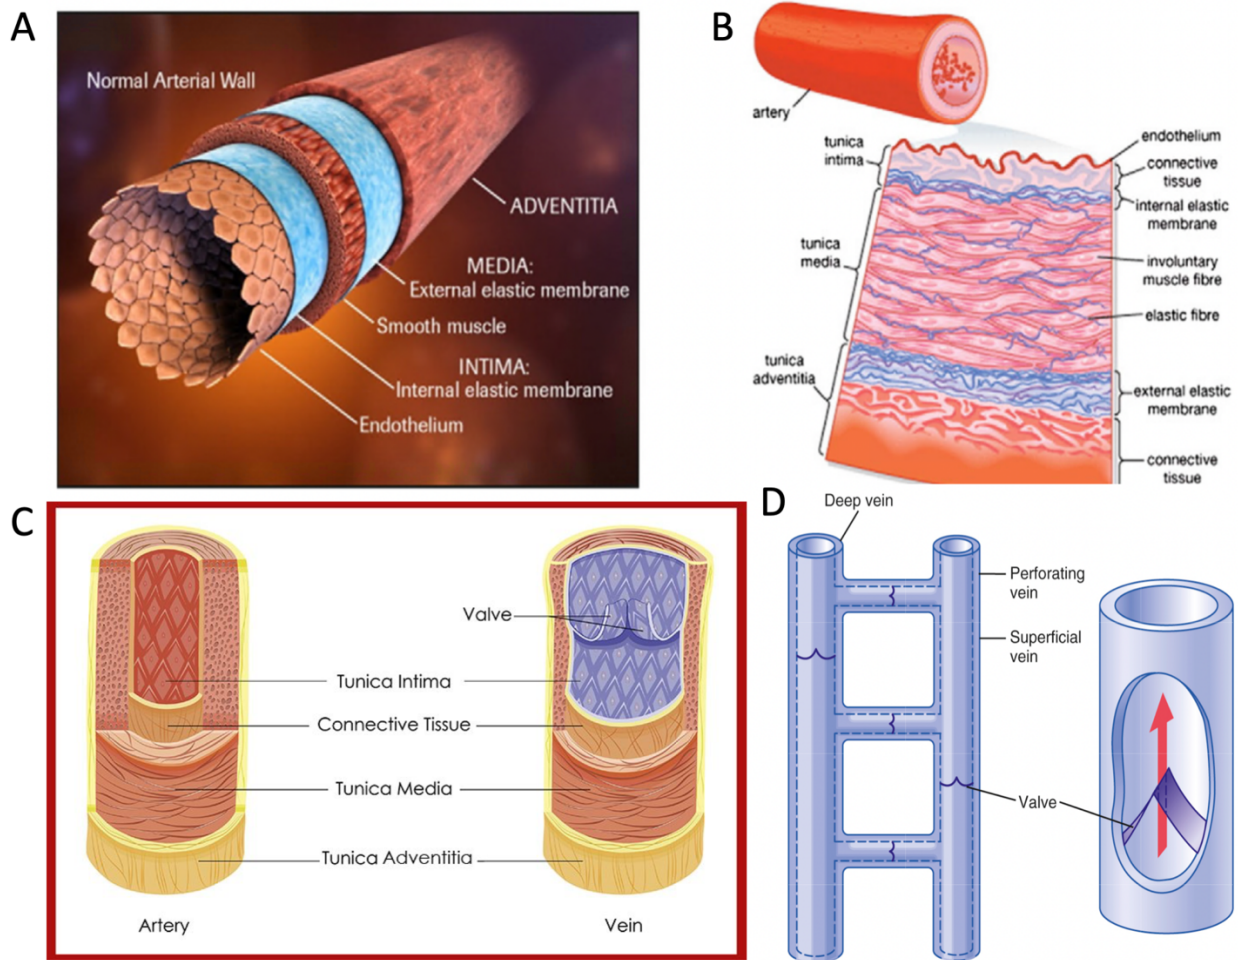 A
Normal Arterial Wall
ADVENTITIA
MEDIA:
External elastic membrane
Smooth muscle
INTIMA:
Internal elastic membrane
Endothelium
B
artery
tunica
intima
tunica
media
tunica
adventitia
endothelium
connective
tissue
internal elastic
membrane
involuntary
muscle fibre
elastic fibre
external elastic
membrane
connective
tissue
C
Valve
Tunica Intima
Connective Tissue
Tunica Media
Tunica Adventitia
Artery
Vein
D
Deep vein
Perforating
vein
Superficial
vein
Valve